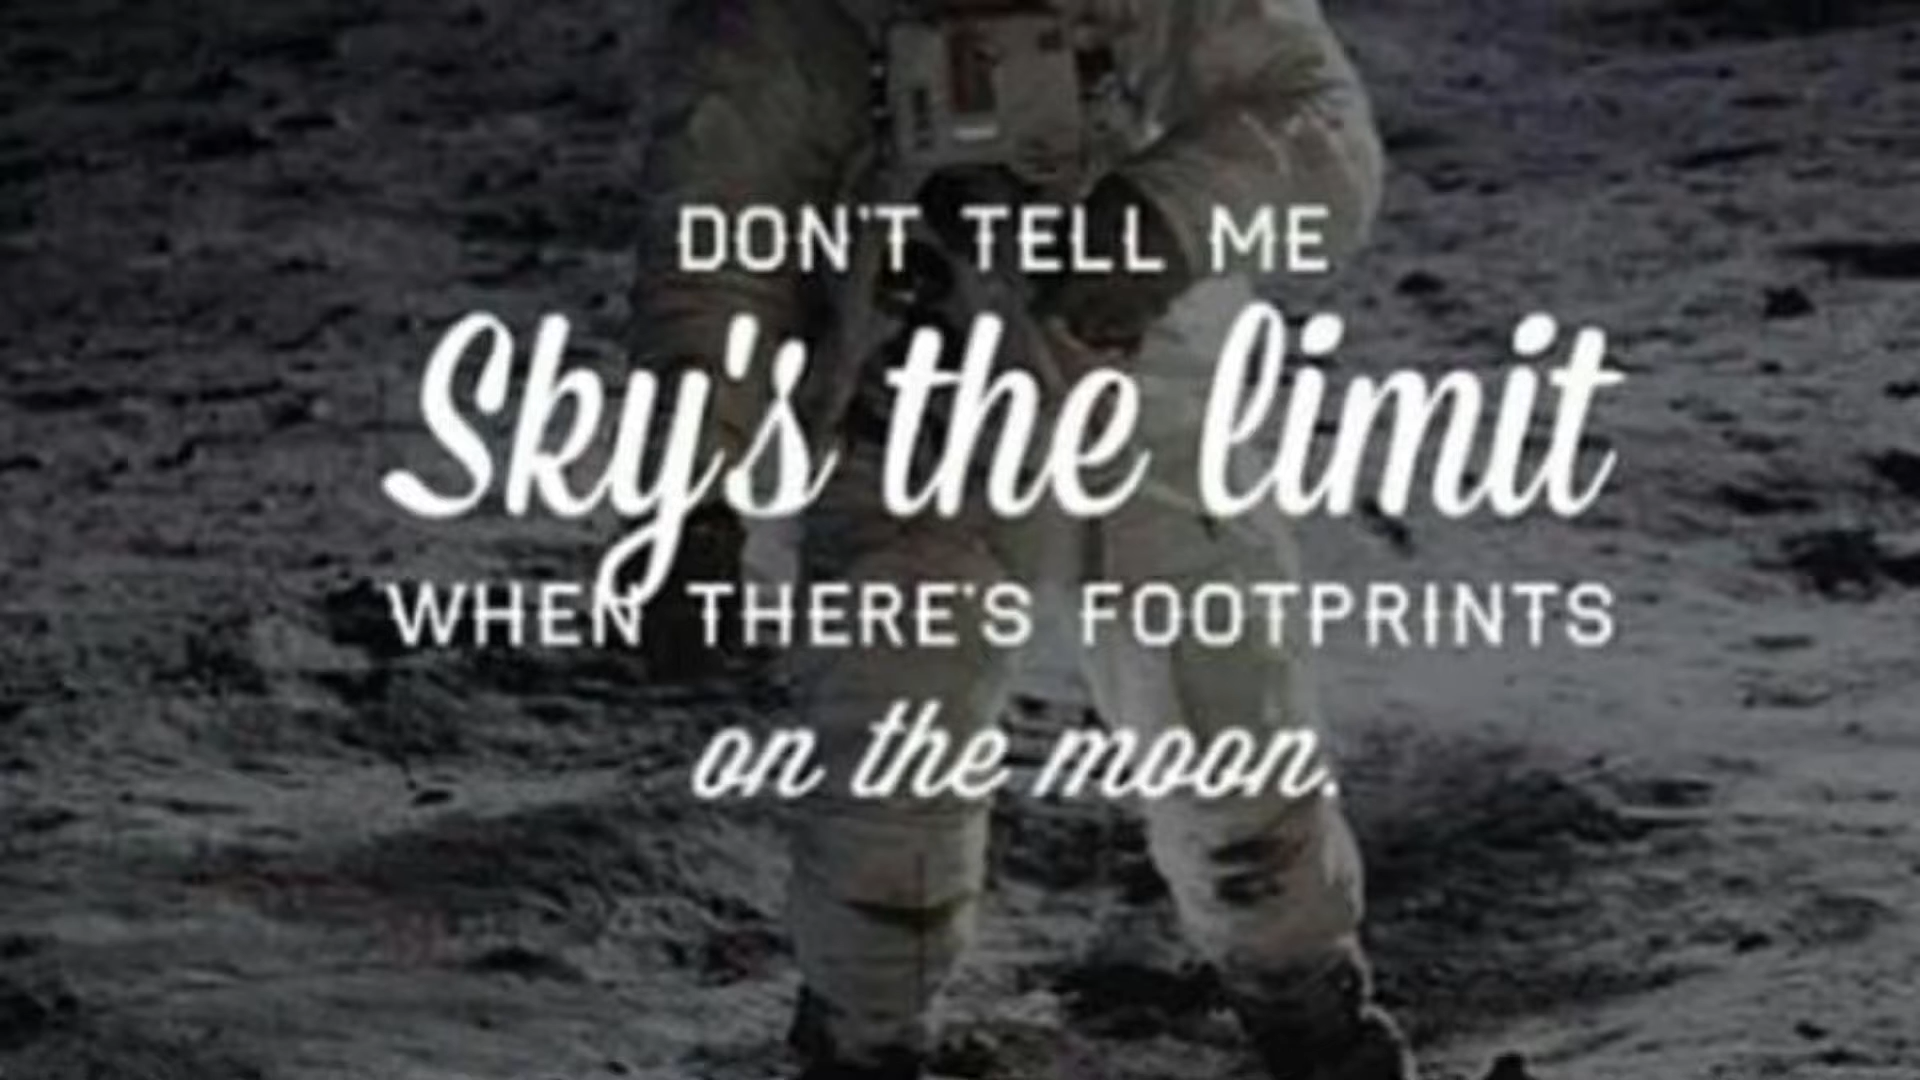 DON'T TELL ME
Sky's the limit
WHEN THERE'S FOOTPRINTS
on the moon.